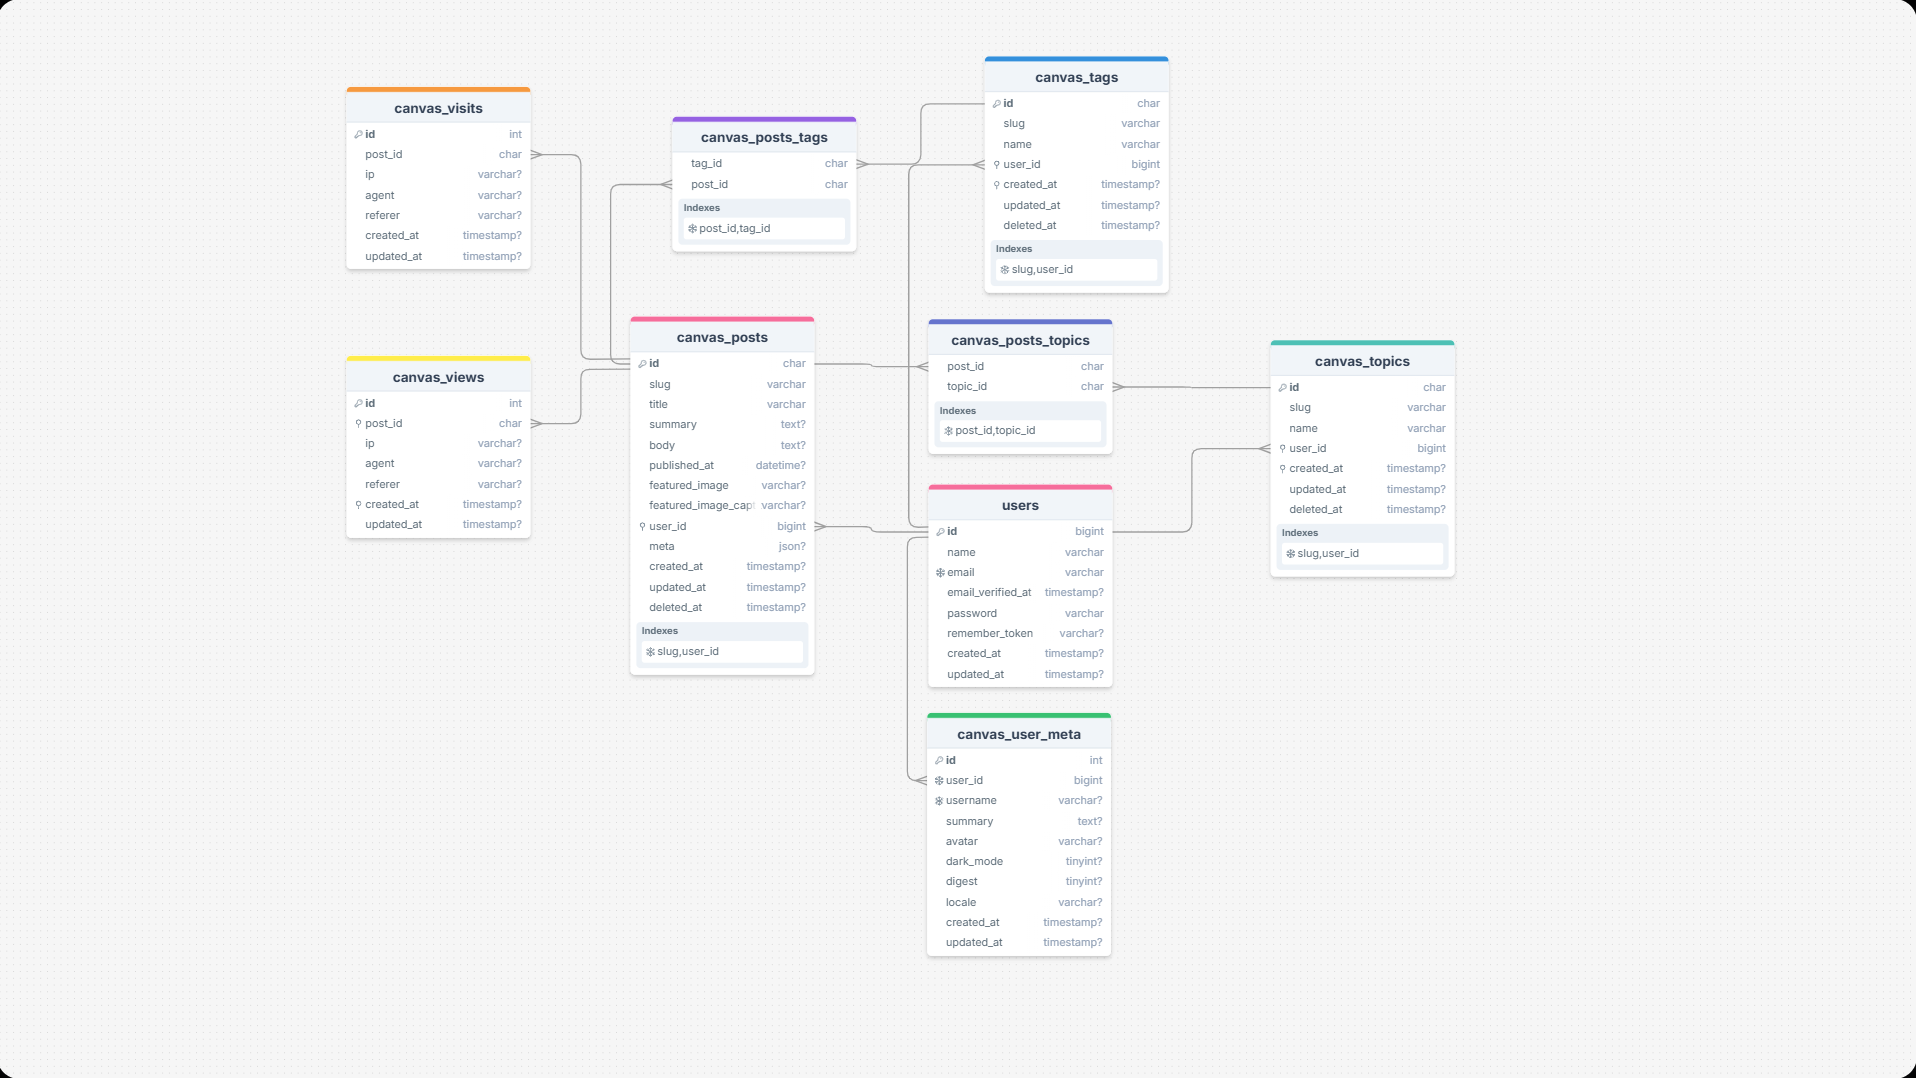 canvas_visits
id int
post_id char
ip varchar?
agent varchar?
referer varchar?
created_at timestamp?
updated_at timestamp?
canvas_views
id int
post_id char
ip varchar?
agent varchar?
referer varchar?
created_at timestamp?
updated_at timestamp?
canvas_posts_tags
tag_id char
post_id char
Indexes
post_id,tag_id
canvas_posts
id char
slug varchar
title varchar
summary text?
body text?
published_at datetime?
featured_image varchar?
featured_image_capt varchar?
user_id bigint
meta json?
created_at timestamp?
updated_at timestamp?
deleted_at timestamp?
Indexes
slug,user_id
canvas_tags
id char
slug varchar
name varchar
user_id bigint
created_at timestamp?
updated_at timestamp?
deleted_at timestamp?
Indexes
slug,user_id
canvas_posts_topics
post_id char
topic_id char
Indexes
post_id,topic_id
users
id bigint
name varchar
email varchar
email_verified_at timestamp?
password varchar
remember_token varchar?
created_at timestamp?
updated_at timestamp?
canvas_user_meta
id int
user_id bigint
username varchar?
summary text?
avatar varchar?
dark_mode tinyint?
digest tinyint?
locale varchar?
created_at timestamp?
updated_at timestamp?
canvas_topics
id char
slug varchar
name varchar
user_id bigint
created_at timestamp?
updated_at timestamp?
deleted_at timestamp?
Indexes
slug,user_id